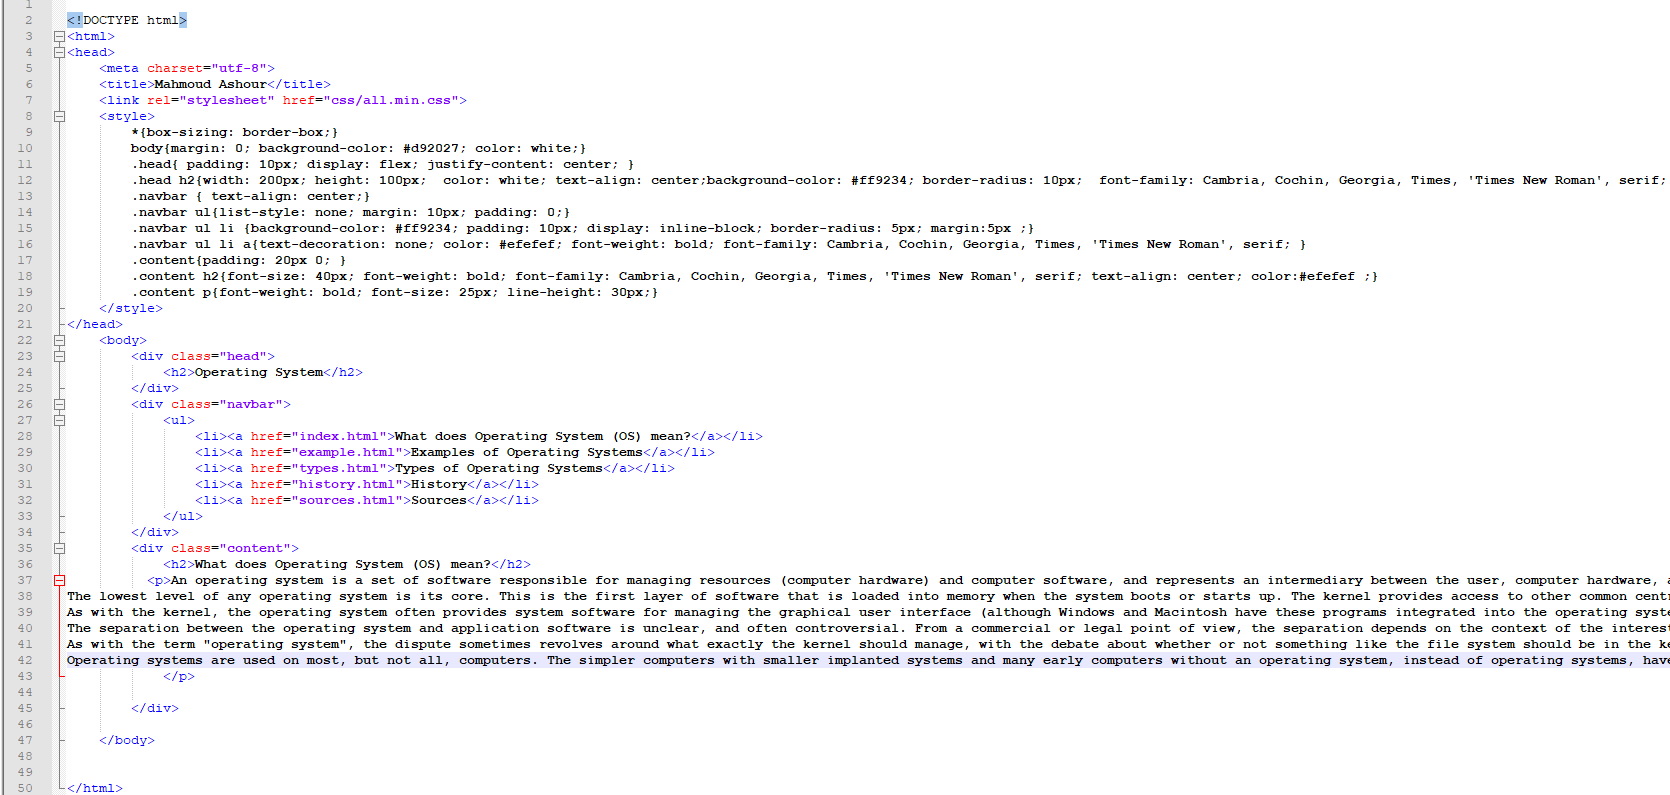 1
2 <!DOCTYPE html>
3 <html>
4 <head>
5 <meta charset="utf-8">
6 <title>Mahmoud Ashour</title>
7 <link rel="stylesheet" href="css/all.min.css">
8 <style>
9 *{box-sizing: border-box;}
10 body{margin: 0; background-color: #d92027; color: white;}
11 .head{ padding: 10px; display: flex; justify-content: center; }
12 .head h2{width: 200px; height: 100px;  color: white; text-align: center;background-color: #ff9234; border-radius: 10px;  font-family: Cambria, Cochin, Georgia, Times, 'Times New Roman', serif;
13 .navbar { text-align: center;}
14 .navbar ul{list-style: none; margin: 10px; padding: 0;}
15 .navbar ul li {background-color: #ff9234; padding: 10px; display: inline-block; border-radius: 5px; margin:5px ;}
16 .navbar ul li a{text-decoration: none; color: #efefef; font-weight: bold; font-family: Cambria, Cochin, Georgia, Times, 'Times New Roman', serif; }
17 .content{padding: 20px 0; }
18 .content h2{font-size: 40px; font-weight: bold; font-family: Cambria, Cochin, Georgia, Times, 'Times New Roman', serif; text-align: center; color:#efefef ;}
19 .content p{font-weight: bold; font-size: 25px; line-height: 30px;}
20 </style>
21 </head>
22 <body>
23 <div class="head">
24 <h2>Operating System</h2>
25 </div>
26 <div class="navbar">
27 <ul>
28 <li><a href="index.html">What does Operating System (OS) mean?</a></li>
29 <li><a href="example.html">Examples of Operating Systems</a></li>
30 <li><a href="types.html">Types of Operating Systems</a></li>
31 <li><a href="history.html">History</a></li>
32 <li><a href="sources.html">Sources</a></li>
33 </ul>
34 </div>
35 <div class="content">
36 <h2>What does Operating System (OS) mean?</h2>
37 <p>An operating system is a set of software responsible for managing resources (computer hardware) and computer software, and represents an intermediary between the user, computer hardware,
38 The lowest level of any operating system is its core. This is the first layer of software that is loaded into memory when the system boots or starts up. The kernel provides access to other common
39 As with the kernel, the operating system often provides system software for managing the graphical user interface (although Windows and Macintosh have these programs integrated into the operating
40 The separation between the operating system and application software is unclear, and often controversial. From a commercial or legal point of view, the separation depends on the context of the
41 As with the term "operating system", the dispute sometimes revolves around what exactly the kernel should manage, with the debate about whether or not something like the file system should be in the
42 Operating systems are used on most, but not all, computers. The simpler computers with smaller implanted systems and many early computers without an operating system, instead of operating systems, have
43 </p>
44
45 </div>
46
47 </body>
48
49
50 </html>